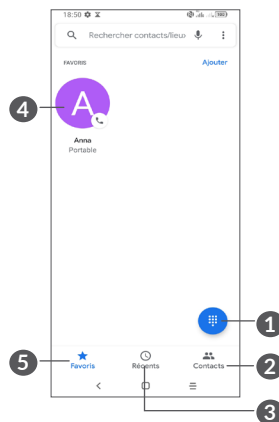 18:50
Rechercher contacts/lieux
FAVORIS Ajouter
4
A
Anna
Portable
1
5 Favoris Récents Contacts 2
3